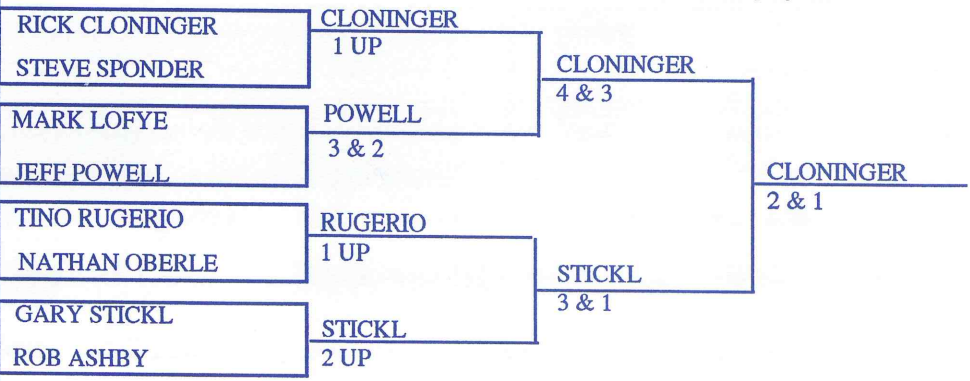 RICK CLONINGER
STEVE SPONDER
MARK LOFYE
JEFF POWELL
TINO RUGERIO
NATHAN OBERLE
GARY STICKL
ROB ASHBY
CLONINGER
1 UP
POWELL
3 & 2
RUGERIO
1 UP
STICKL
2 UP
CLONINGER
4 & 3
STICKL
3 & 1
CLONINGER
2 & 1